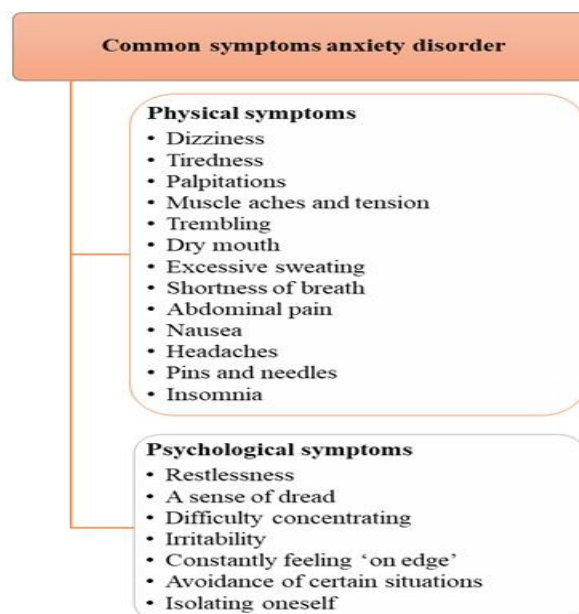 Common symptoms anxiety disorder
Physical symptoms
• Dizziness
• Tiredness
• Palpitations
• Muscle aches and tension
• Trembling
• Dry mouth
• Excessive sweating
• Shortness of breath
• Abdominal pain
• Nausea
• Headaches
• Pins and needles
• Insomnia
Psychological symptoms
• Restlessness
• A sense of dread
• Difficulty concentrating
• Irritability
• Constantly feeling ‘on edge’
• Avoidance of certain situations
• Isolating oneself